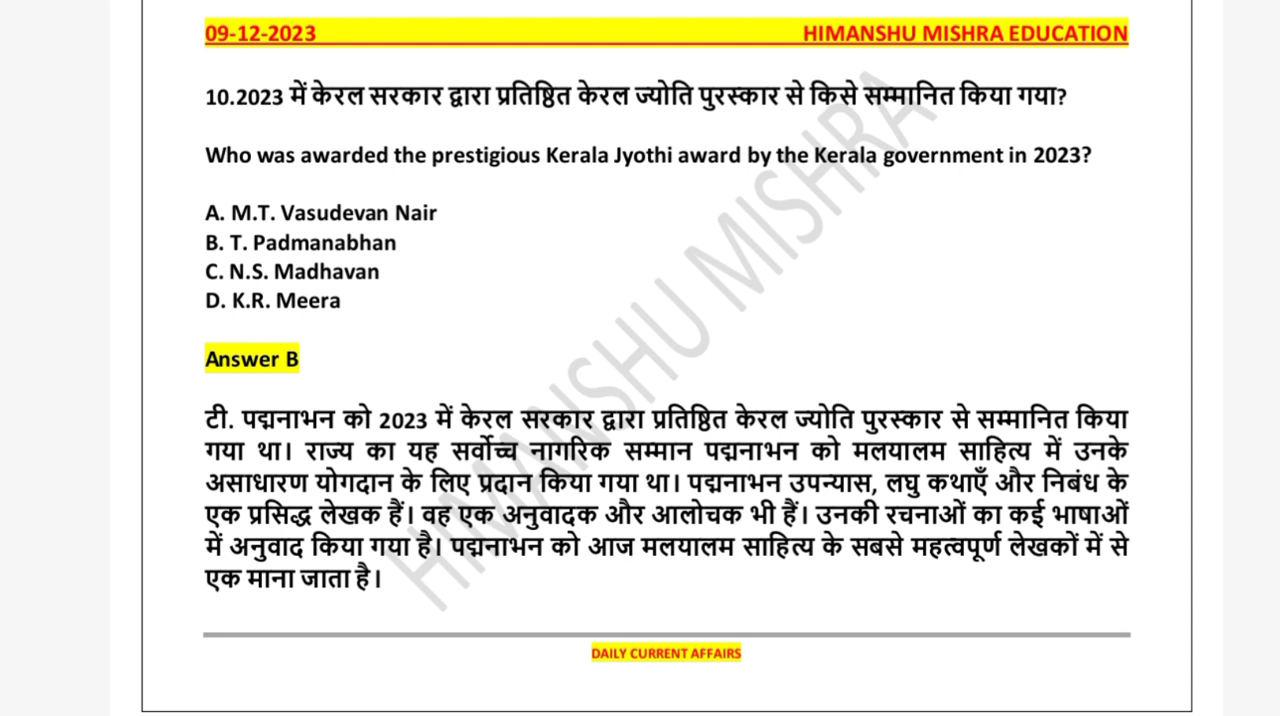 09-12-2023 HIMANSHU MISHRA EDUCATION
10.2023 में केरल सरकार द्वारा प्रतिष्ठित केरल ज्योति पुरस्कार से किसे सम्मानित किया गया?
Who was awarded the prestigious Kerala Jyothi award by the Kerala government in 2023?
A. M.T. Vasudevan Nair
B. T. Padmanabhan
C. N.S. Madhavan
D. K.R. Meera
Answer B
टी. पद्मनाभन को 2023 में केरल सरकार द्वारा प्रतिष्ठित केरल ज्योति पुरस्कार से सम्मानित किया
गया था। राज्य का यह सर्वोच्च नागरिक सम्मान पद्मनाभन को मलयालम साहित्य में उनके
असाधारण योगदान के लिए प्रदान किया गया था। पद्मनाभन उपन्यास, लघु कथाएँ और निबंध के
एक प्रसिद्ध लेखक हैं। वह एक अनुवादक और आलोचक भी हैं। उनकी रचनाओं का कई भाषाओं
में अनुवाद किया गया है। पद्मनाभन को आज मलयालम साहित्य के सबसे महत्वपूर्ण लेखकों में से
एक माना जाता है।
HIMANSHU MISHRA
DAILY CURRENT AFFAIRS